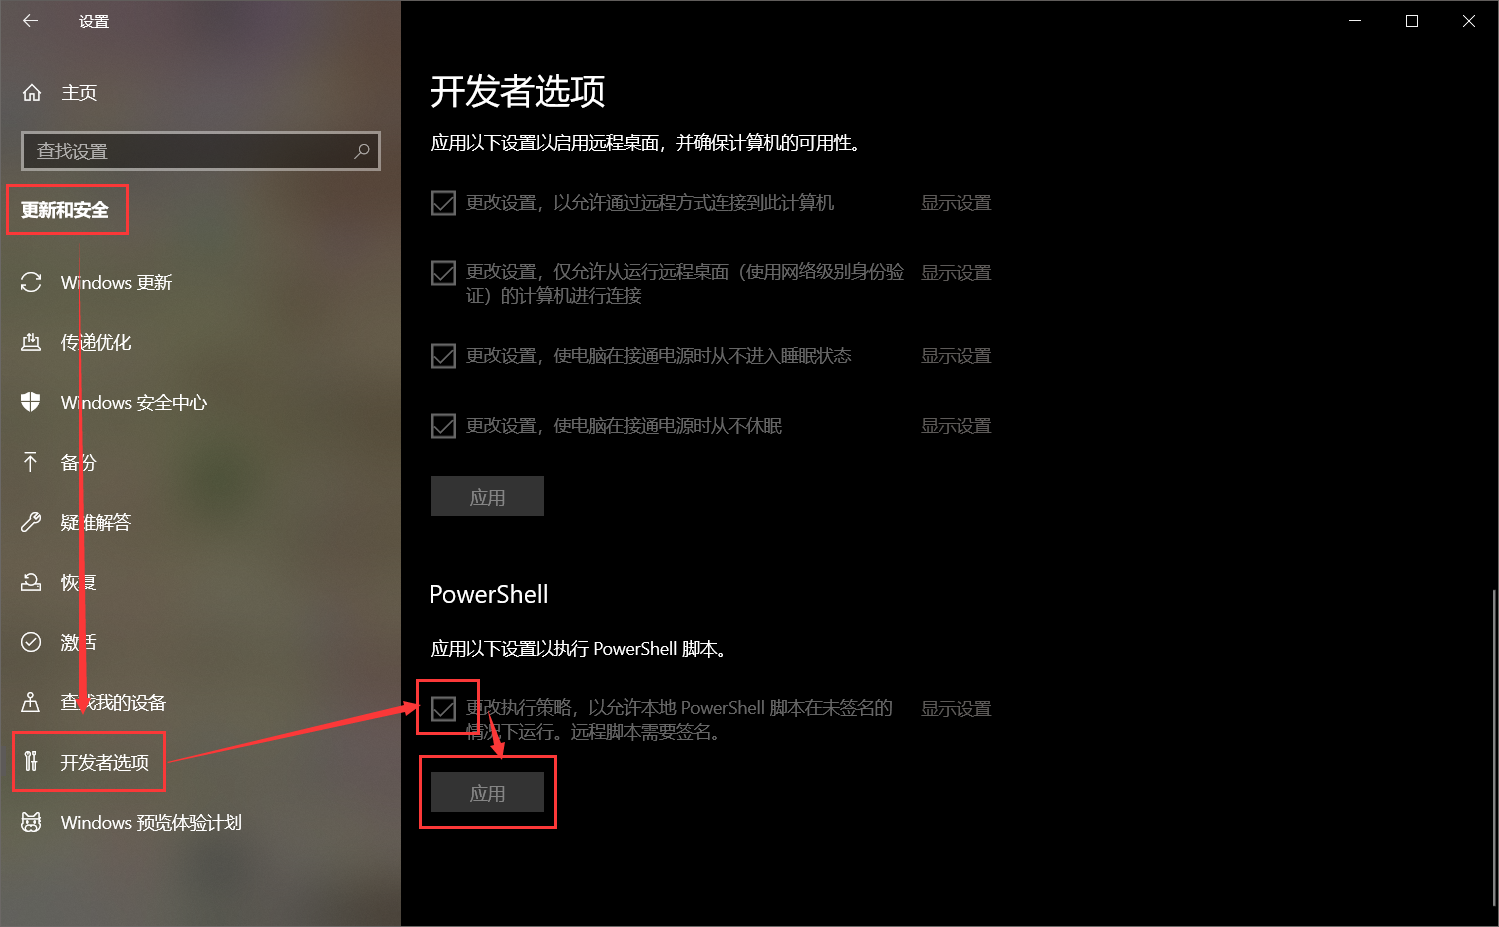 设置
主页
查找设置
更新和安全
Windows 更新
传递优化
Windows 安全中心
备份
疑难解答
恢复
激活
查找我的设备
开发者选项
Windows 预览体验计划
开发者选项
应用以下设置以启用远程桌面，并确保计算机的可用性。
更改设置，以允许通过远程方式连接到此计算机
显示设置
更改设置，仅允许从运行远程桌面（使用网络级别身份验
证）的计算机进行连接
显示设置
更改设置，使电脑在接通电源时从不进入睡眠状态
显示设置
更改设置，使电脑在接通电源时从不休眠
显示设置
应用
PowerShell
应用以下设置以执行 PowerShell 脚本。
更改执行策略，以允许本地 PowerShell 脚本在未签名的
情况下运行。远程脚本需要签名。
显示设置
应用